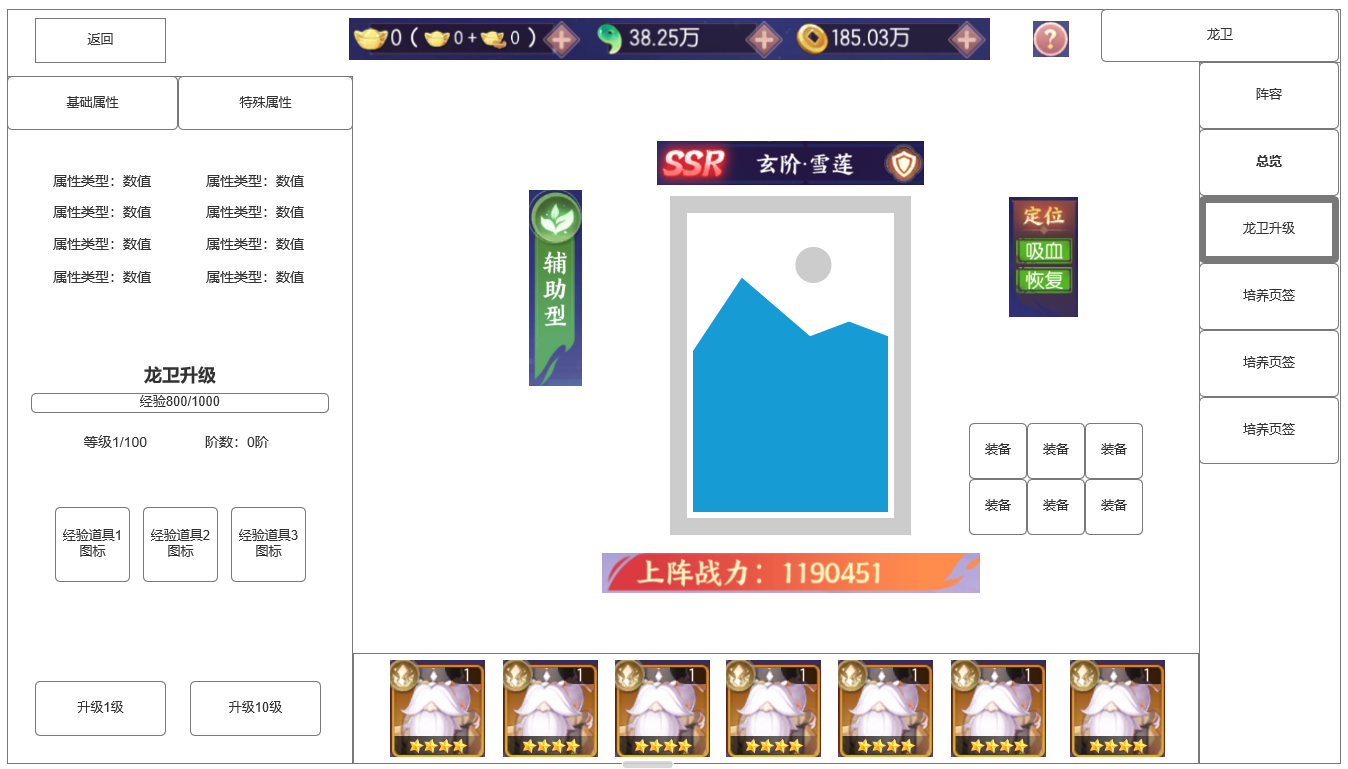 返回
0 ( 0 + 0 )
38.25万
185.03万
?
龙卫
基础属性
特殊属性
阵容
总览
龙卫升级
培养页签
培养页签
培养页签
属性类型：数值 属性类型：数值
属性类型：数值 属性类型：数值
属性类型：数值 属性类型：数值
属性类型：数值 属性类型：数值
SSR 玄阶·雪莲
辅助型
定位
吸血
恢复
龙卫升级
经验800/1000
等级1/100 阶数：0阶
经验道具1
图标
经验道具2
图标
经验道具3
图标
装备 装备 装备
装备 装备 装备
上阵战力：1190451
升级1级
升级10级
1
1
1
1
1
1
1